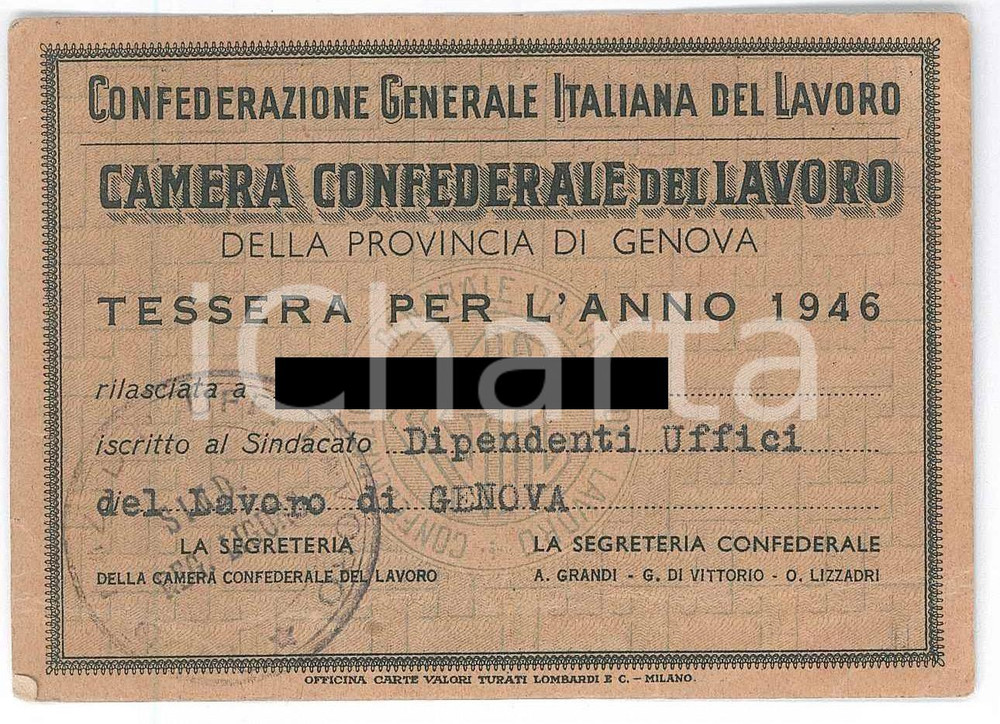 CONFEDERAZIONE GENERALE ITALIANA DEL LAVORO
CAMERA CONFEDERALE DEL LAVORO
DELLA PROVINCIA DI GENOVA
TESSERA PER L'ANNO 1946
iCharta
rilasciata a
iscritto al Sindacato Dipendenti Uffici
del Lavoro di GENOVA
LA SEGRETERIA
DELLA CAMERA CONFEDERALE DEL LAVORO
LA SEGRETERIA CONFEDERALE
A. GRANDI - G. DI VITTORIO - O. LIZZADRI
OFFICINA CARTE VALORI TURATI LOMBARDI E C. - MILANO.